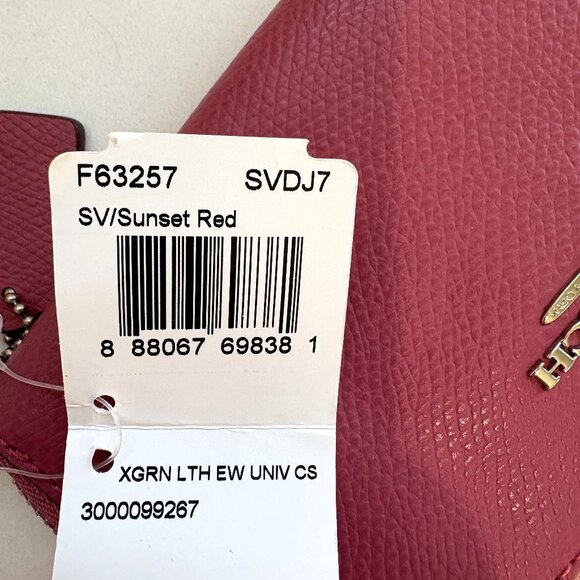 F63257 SVDJ7
SV/Sunset Red
8 88067 69838 1
XGRN LTH EW UNIV CS
3000099267